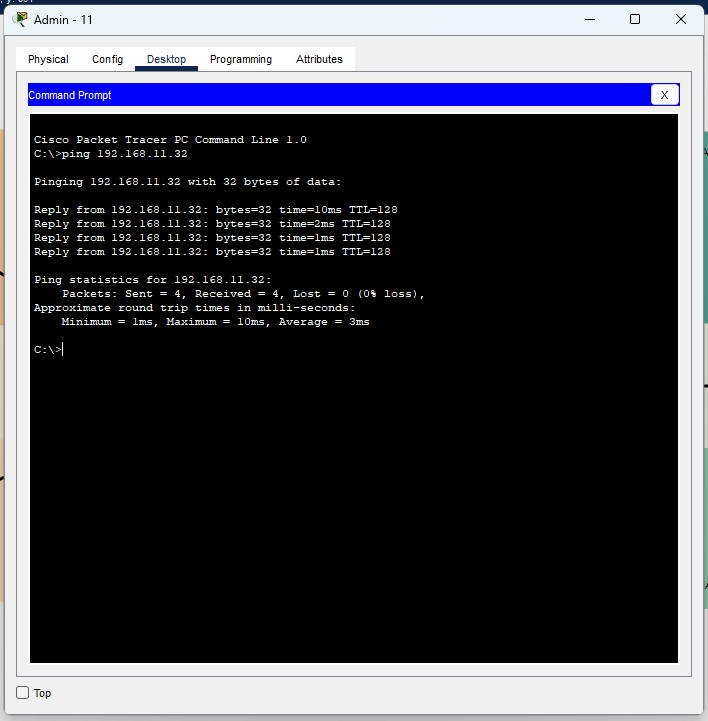 Admin - 11
Physical Config Desktop Programming Attributes
Command Prompt X
Cisco Packet Tracer PC Command Line 1.0
C:\>ping 192.168.11.32
Pinging 192.168.11.32 with 32 bytes of data:
Reply from 192.168.11.32: bytes=32 time=10ms TTL=128
Reply from 192.168.11.32: bytes=32 time=2ms TTL=128
Reply from 192.168.11.32: bytes=32 time=1ms TTL=128
Reply from 192.168.11.32: bytes=32 time=1ms TTL=128
Ping statistics for 192.168.11.32:
Packets: Sent = 4, Received = 4, Lost = 0 (0% loss),
Approximate round trip times in milli-seconds:
Minimum = 1ms, Maximum = 10ms, Average = 3ms
C:\>
Top